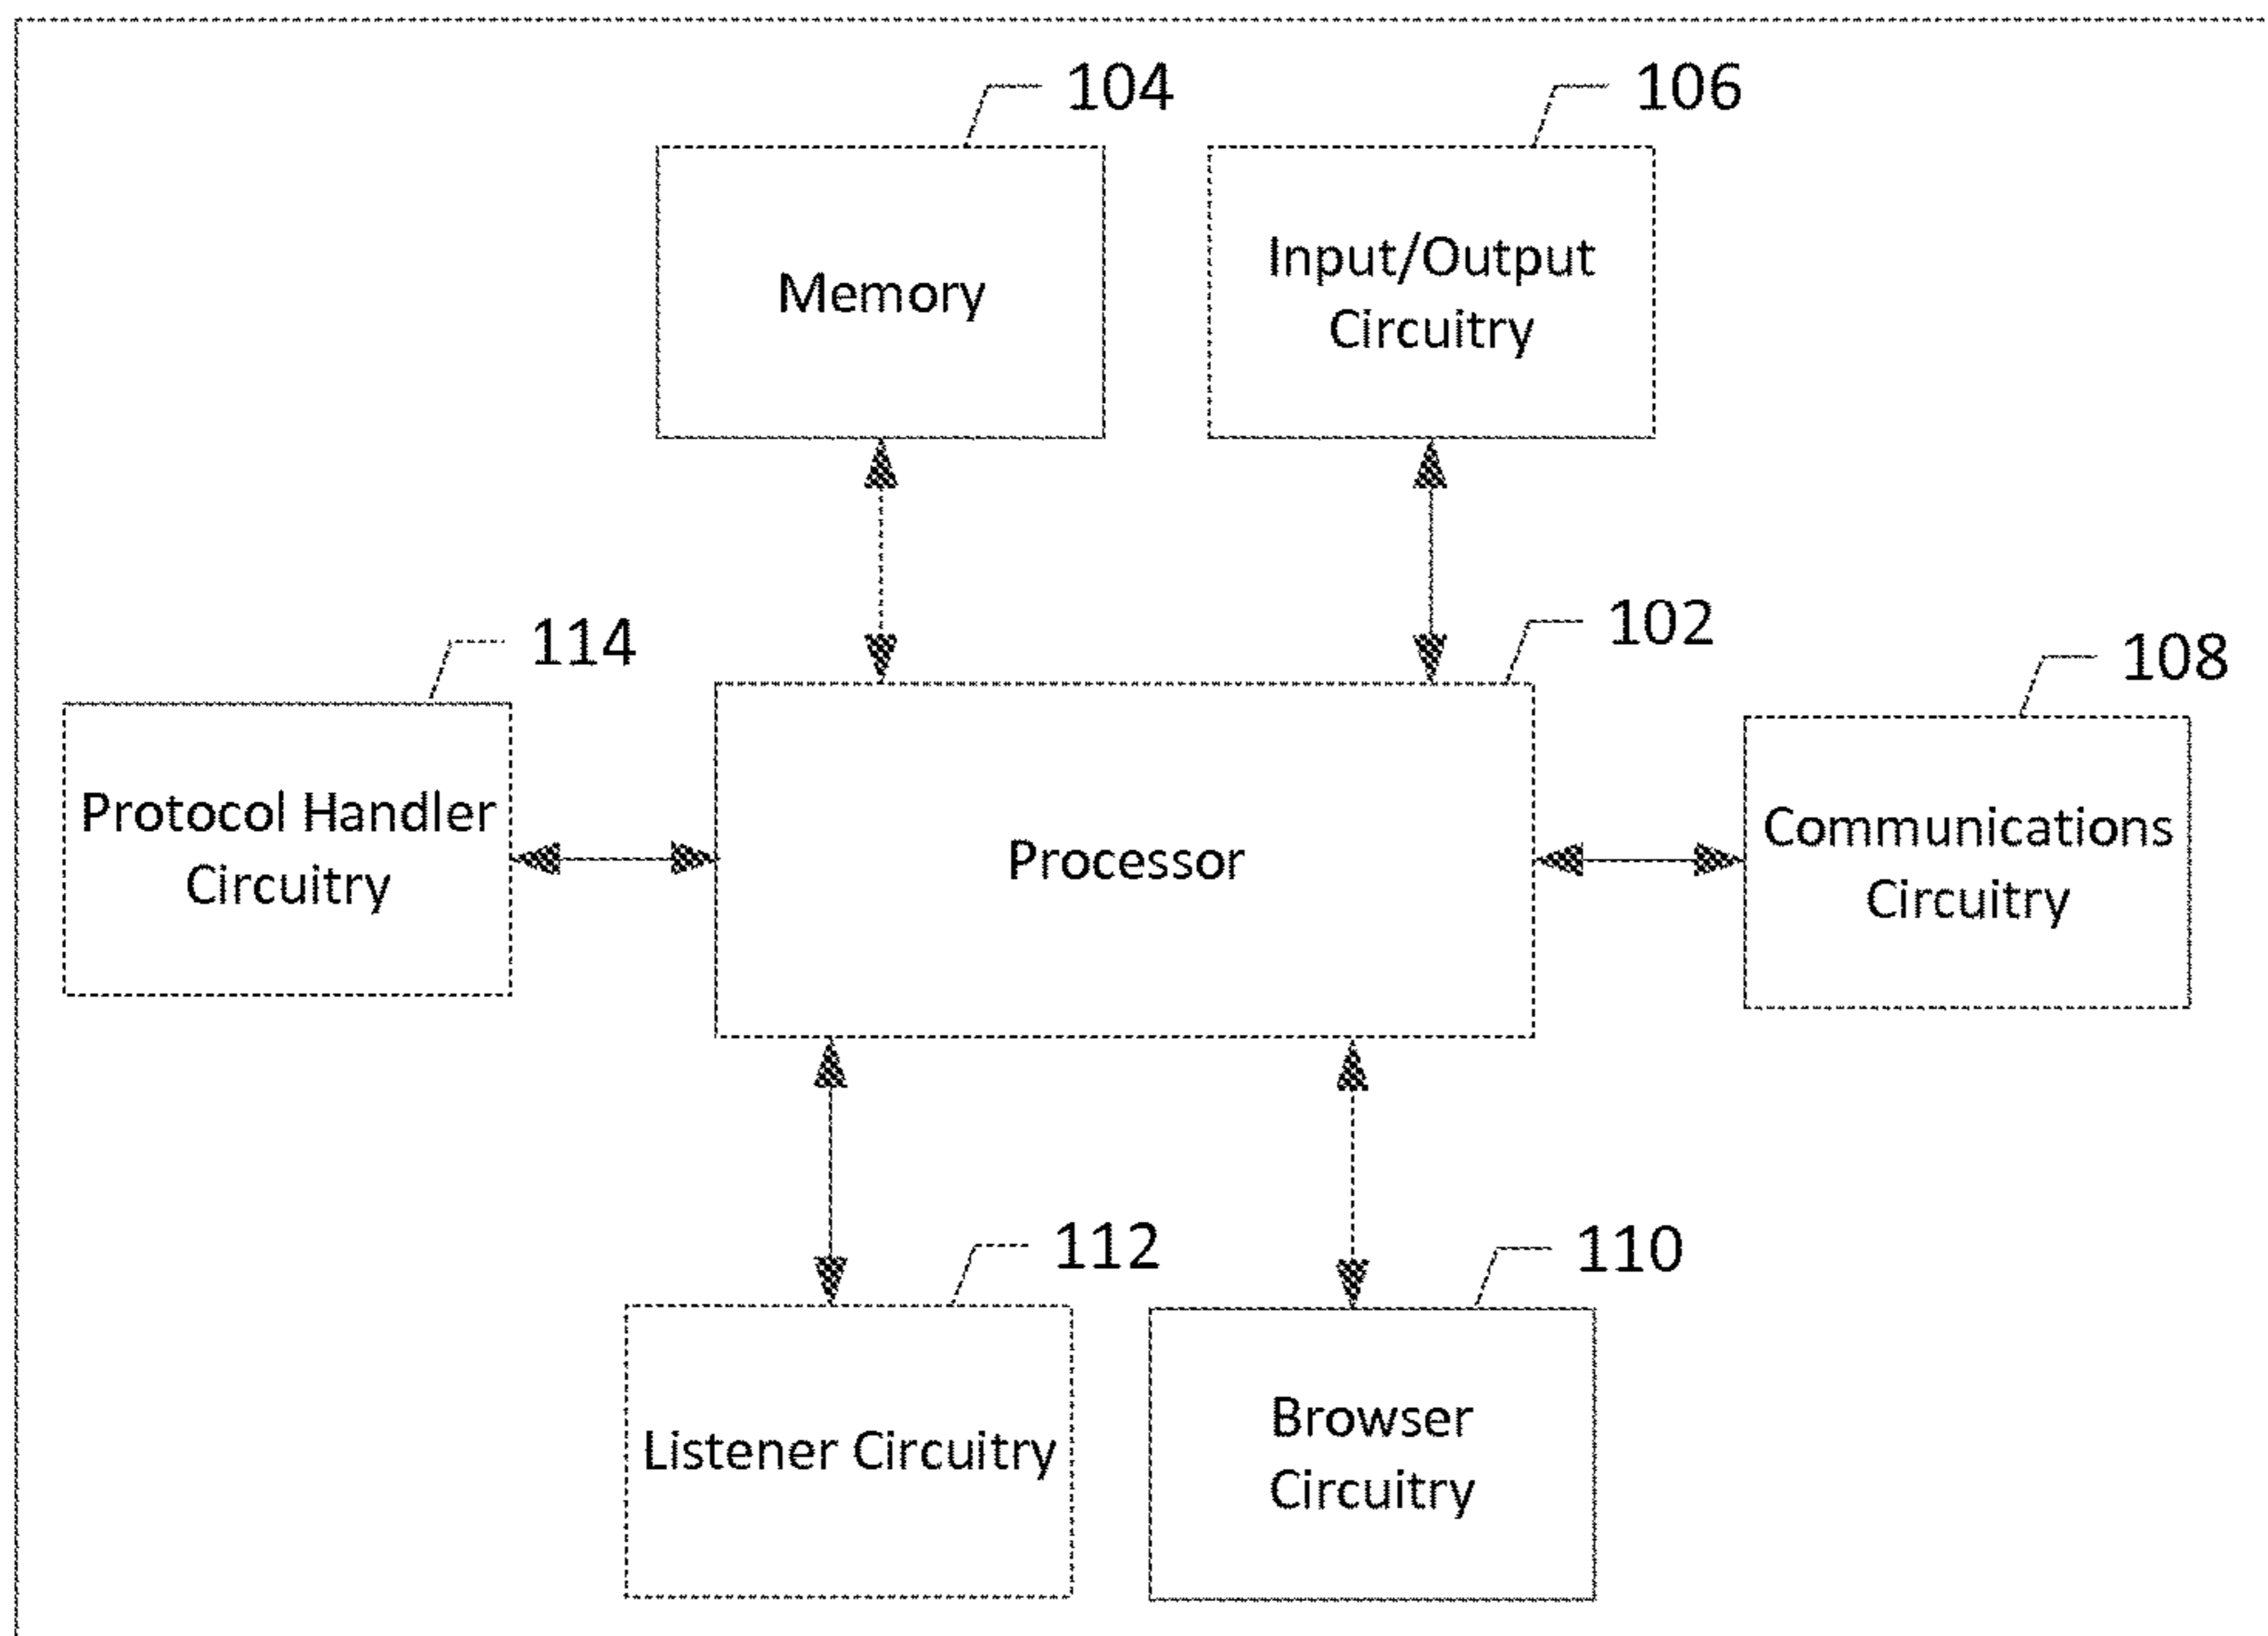 104
106
Memory
Input/Output
Circuitry
102
114
108
Protocol Handler
Circuitry
Processor
Communications
Circuitry
112
110
Listener Circuitry
Browser
Circuitry